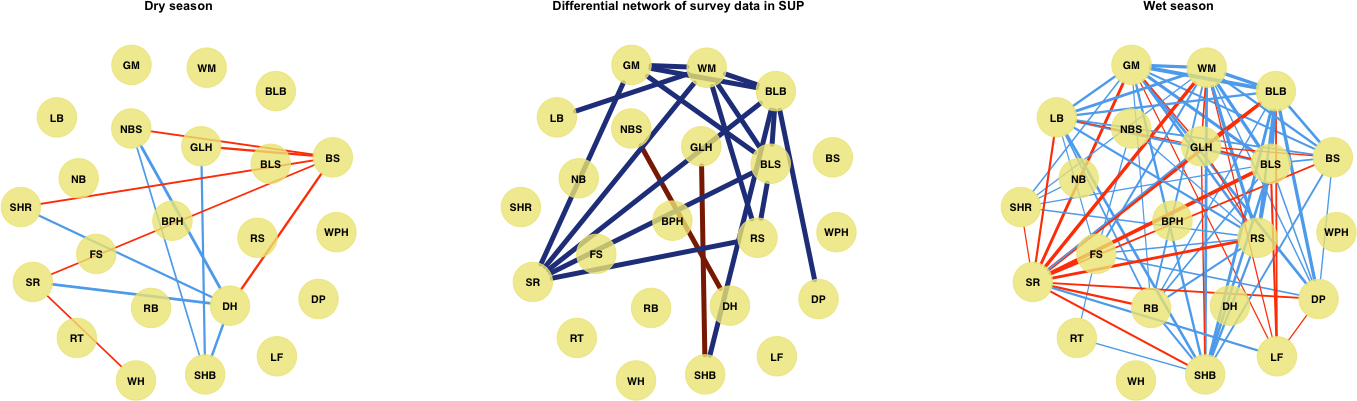 Dry season
GM
WM
BLB
LB
NBS
GLH
BLS
BS
NB
SHR
BPH
RS
WPH
FS
SR
RB
DH
DP
RT
LF
WH
SHB
Differential network of survey data in SUP
GM
WM
BLB
LB
NBS
GLH
BLS
BS
NB
SHR
BPH
RS
WPH
FS
SR
RB
DH
DP
RT
LF
WH
SHB
Wet season
GM
WM
BLB
LB
NBS
GLH
BLS
BS
NB
SHR
BPH
RS
WPH
FS
SR
RB
DH
DP
RT
LF
WH
SHB